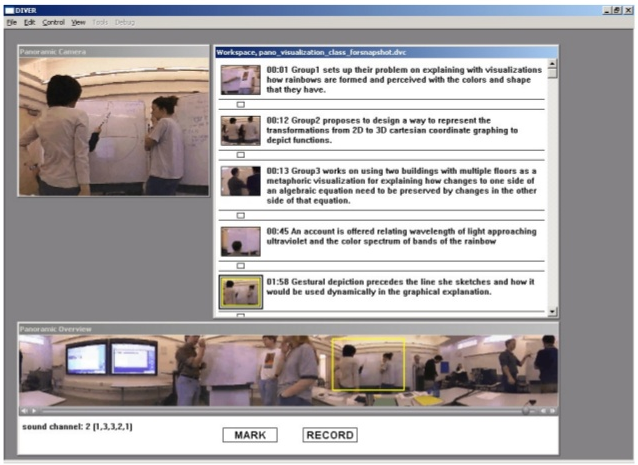 DIVER
File Edit Control View Tools Debug
Panoramic Camera
Workspace, pano_visualization_class_forsnapshot.dvc
00:01 Group1 sets up their problem on explaining with visualizations
how rainbows are formed and perceived with the colors and shape
that they have.
00:12 Group2 proposes to design a way to represent the
transformations from 2D to 3D cartesian coordinate graphing to
depict functions.
00:13 Group3 works on using two buildings with multiple floors as a
metaphoric visualization for explaining how changes to one side of
an algebraic equation need to be preserved by changes in the other
side of that equation.
00:45 An account is offered relating wavelength of light approaching
ultraviolet and the color spectrum of bands of the rainbow
01:58 Gestural depiction precedes the line she sketches and how it
would be used dynamically in the graphical explanation.
Panoramic Overview
sound channel: 2 [1,3,3,2,1]
MARK RECORD